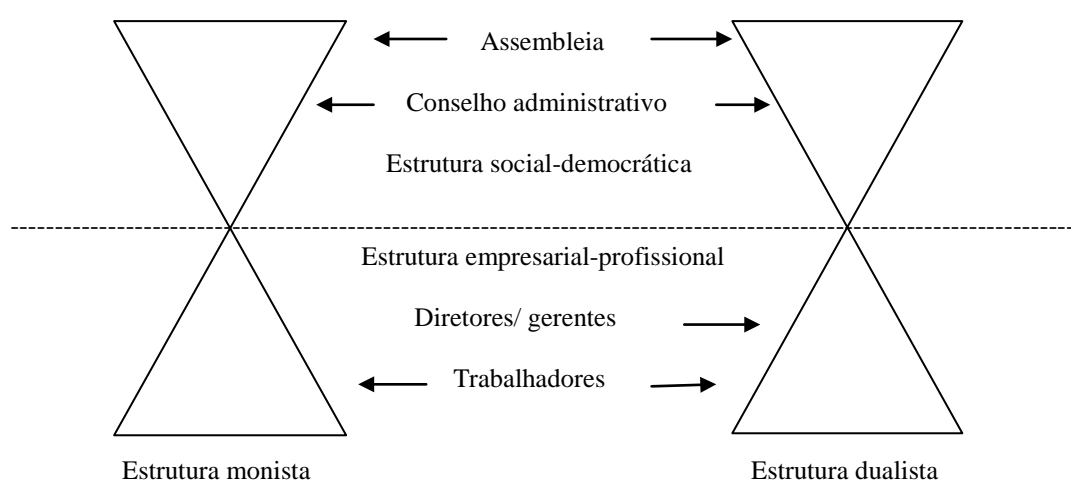 Assembleia
Conselho administrativo
Estrutura social-democrática
Estrutura empresarial-profissional
Diretores/ gerentes
Trabalhadores
Estrutura monista
Estrutura dualista